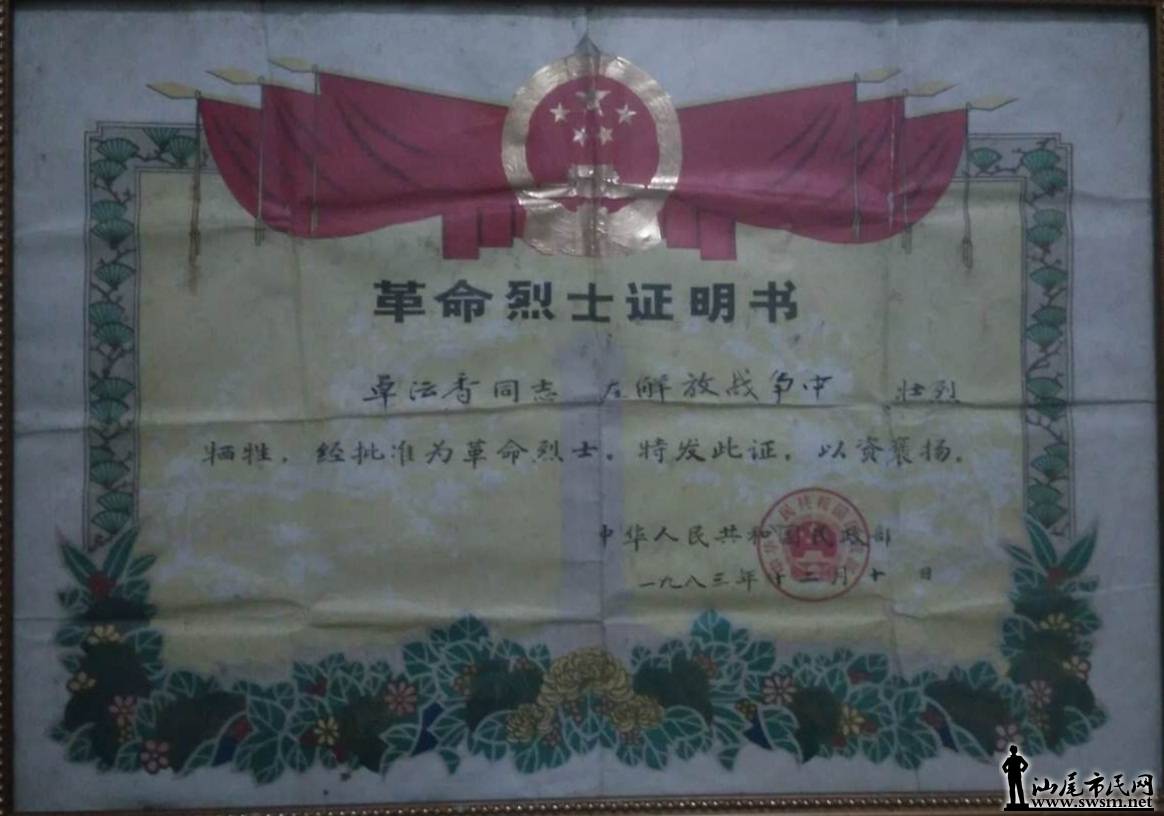 革命烈士证明书
卓法香同志 在解放战争中 壮烈
牺牲，经批准为革命烈士。特发此证，以资褒扬。
中华人民共和国民政部
一九八三年十二月十 日
汕尾市民网
www.swsm.net